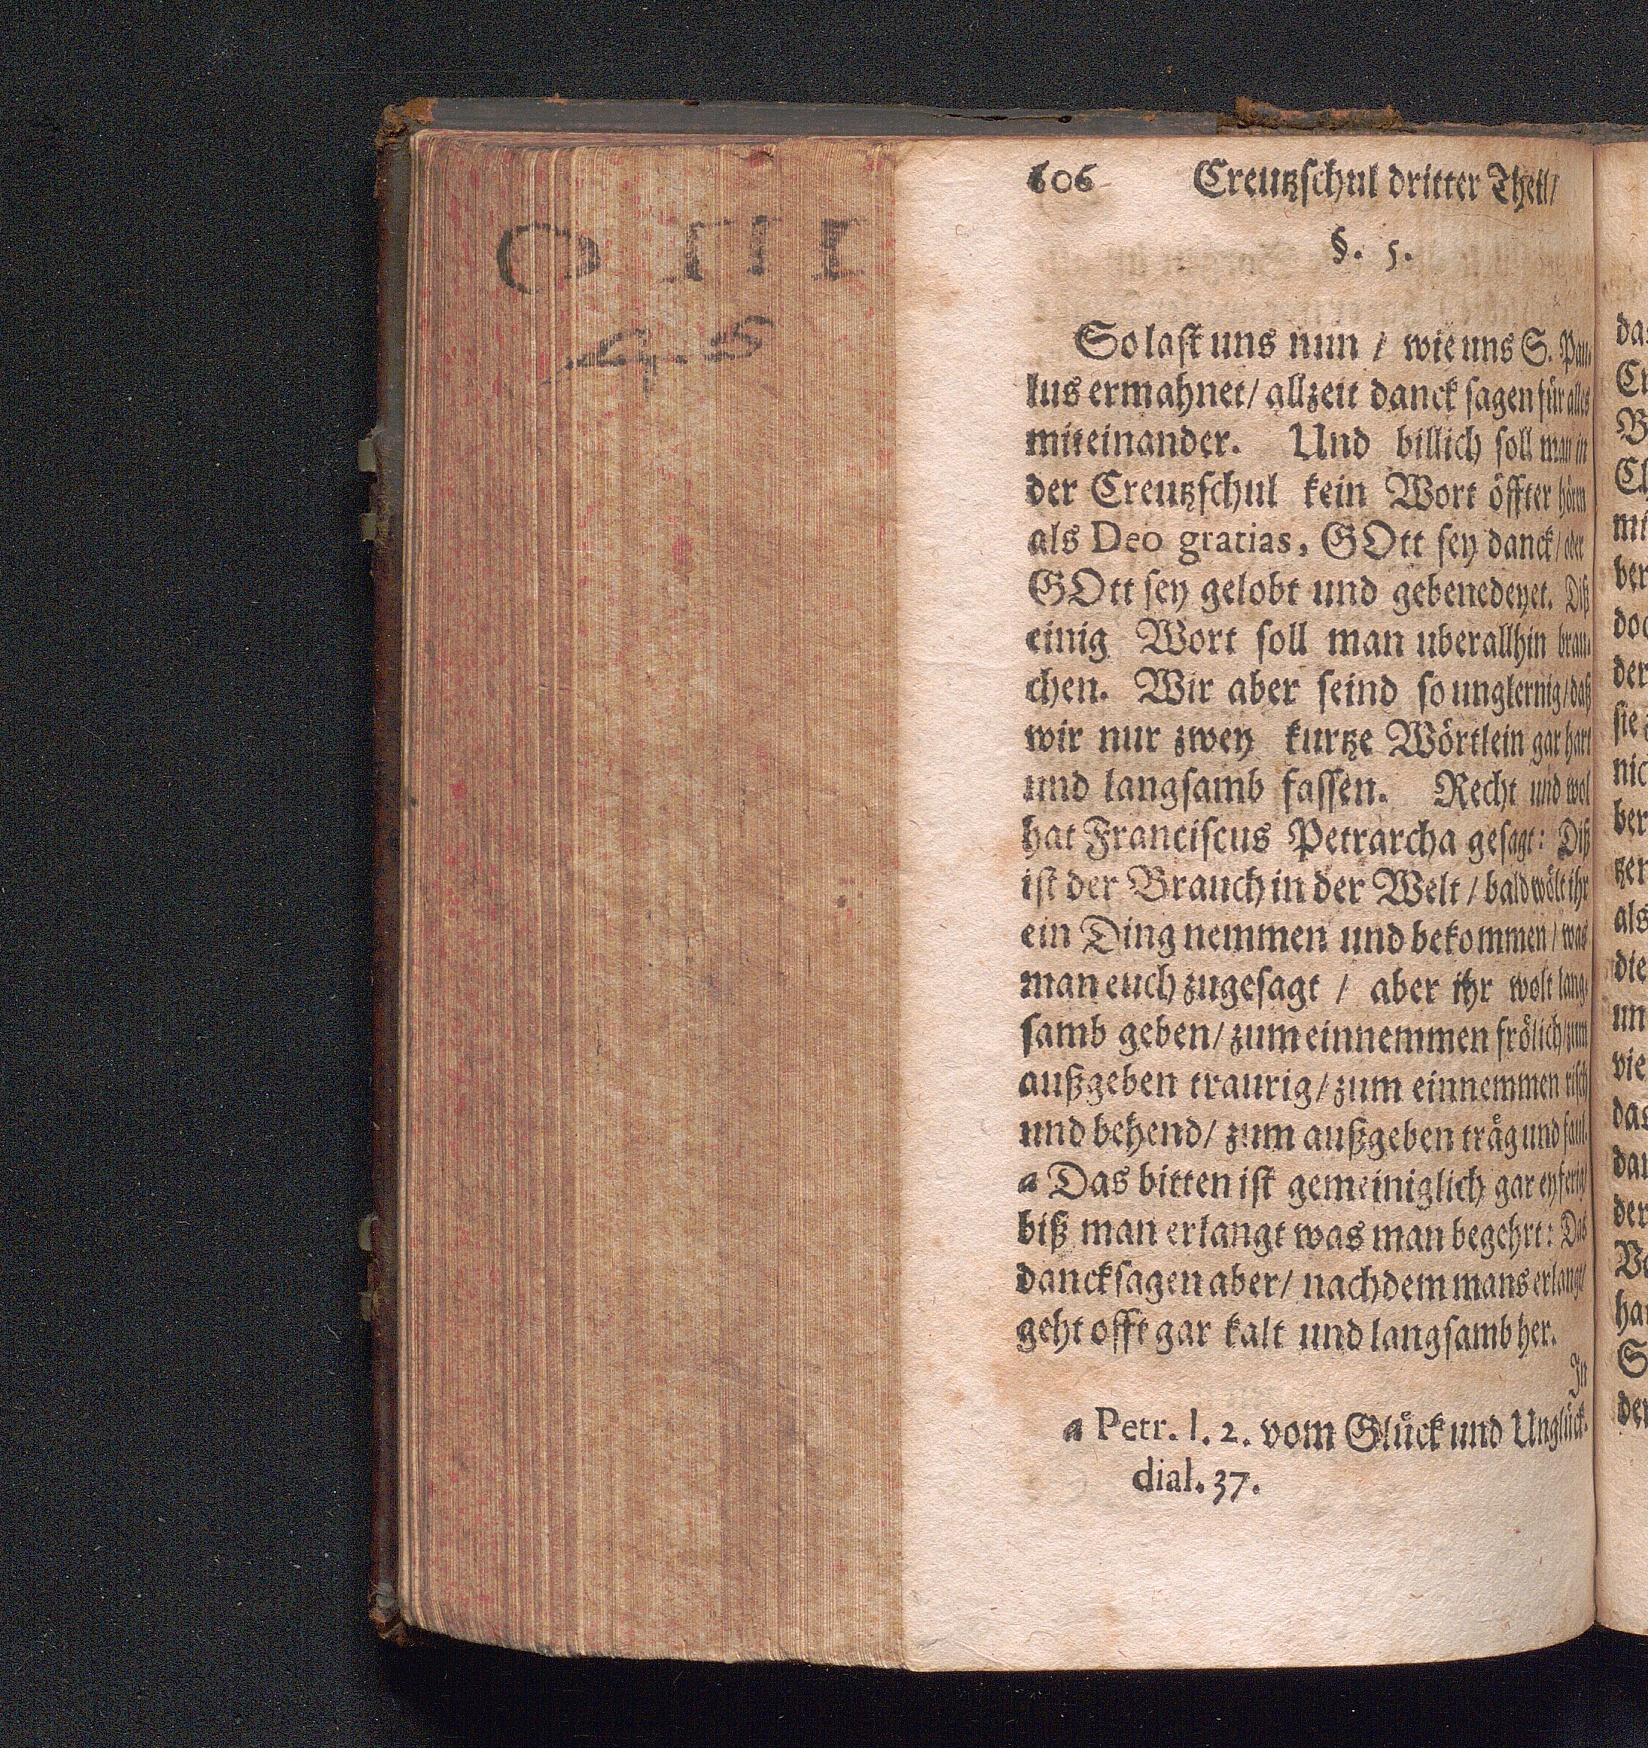 606 Creutzschul dritter Theil/
§. 5.
So last uns nun / wie uns S. Pau-
lus ermahnet/ allzeit danck sagen für alles
miteinander. Und billich soll man in
der Creutzschul kein Wort öffter hören
als Deo gratias, GOtt sey danck/ oder
GOtt sey gelobt und gebenedeyet. Diß
einig Wort soll man uberallhin brau-
chen. Wir aber seind so unglernig/ daß
wir nur zwey kurtze Wörtlein gar hart
und langsamb fassen. Recht und wol
hat Franciscus Petrarcha gesagt: Diß
ist der Brauch in der Welt / bald wölt ihr
ein Ding nemmen und bekommen / was
man euch zugesagt / aber ihr wolt lang-
samb geben/ zum einnemmen frölich/ zum
außgeben traurig/ zum einnemmen risch
und behend/ zum außgeben träg und faul.
a Das bitten ist gemeiniglich gar eyferig/
biß man erlangt was man begehrt: Das
dancksagen aber/ nachdem mans erlangt/
geht offt gar kalt und langsamb her.
In
a Petr. l. 2. vom Glück und Unglück.
dial. 37.